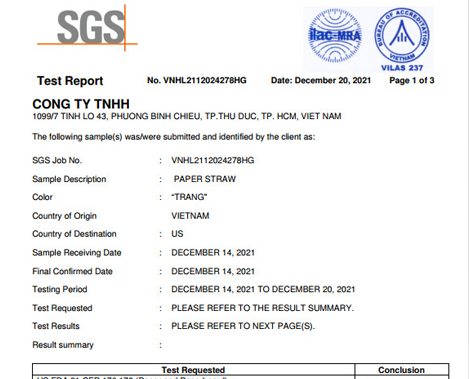 SGS
ilac-MRA
BUREAU OF ACCREDITATION
VIETNAM
VILAS 237
Test Report No. VNHL2112024278HG Date: December 20, 2021 Page 1 of 3
CONG TY TNHH
1099/7 TINH LO 43, PHUONG BINH CHIEU, TP.THU DUC, TP. HCM, VIET NAM
The following sample(s) was/were submitted and identified by the client as:
SGS Job No. : VNHL2112024278HG
Sample Description : PAPER STRAW
Color : “TRANG”
Country of Origin VIETNAM
Country of Destination : US
Sample Receiving Date : DECEMBER 14, 2021
Final Confirmed Date : DECEMBER 14, 2021
Testing Period : DECEMBER 14, 2021 TO DECEMBER 20, 2021
Test Requested : PLEASE REFER TO THE RESULT SUMMARY.
Test Results : PLEASE REFER TO NEXT PAGE(S).
Result summary :
Test Requested Conclusion